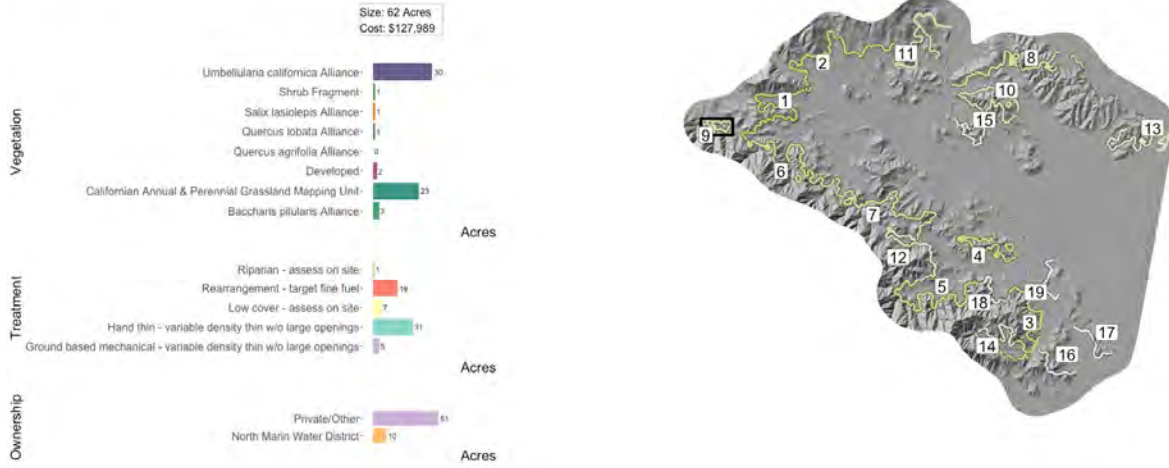 Size: 62 Acres
Cost: $127,989
Vegetation
Umbellularia californica Alliance 30
Shrub Fragment 1
Salix lasiolepis Alliance 1
Quercus lobata Alliance 1
Quercus agrifolia Alliance 0
Developed 2
Californian Annual & Perennial Grassland Mapping Unit 23
Baccharis pilularis Alliance 3
Acres
Treatment
Riparian - assess on site 1
Rearrangement - target fine fuel 19
Low cover - assess on site 7
Hand thin - variable density thin w/o large openings 31
Ground based mechanical - variable density thin w/o large openings 5
Acres
Ownership
Private/Other 51
North Marin Water District 10
Acres
11
8
2
1
10
15
13
9
6
7
12
4
5
18
19
3
14
17
16